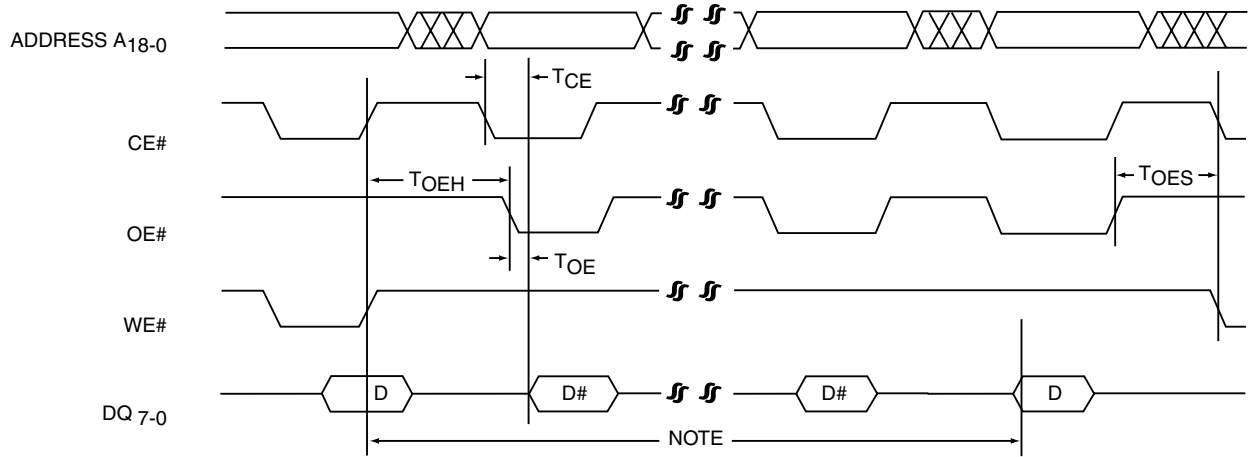 ADDRESS A18-0
TCE
CE#
TOEH
TOES
OE#
TOE
WE#
D
D#
D#
D
DQ 7-0
NOTE